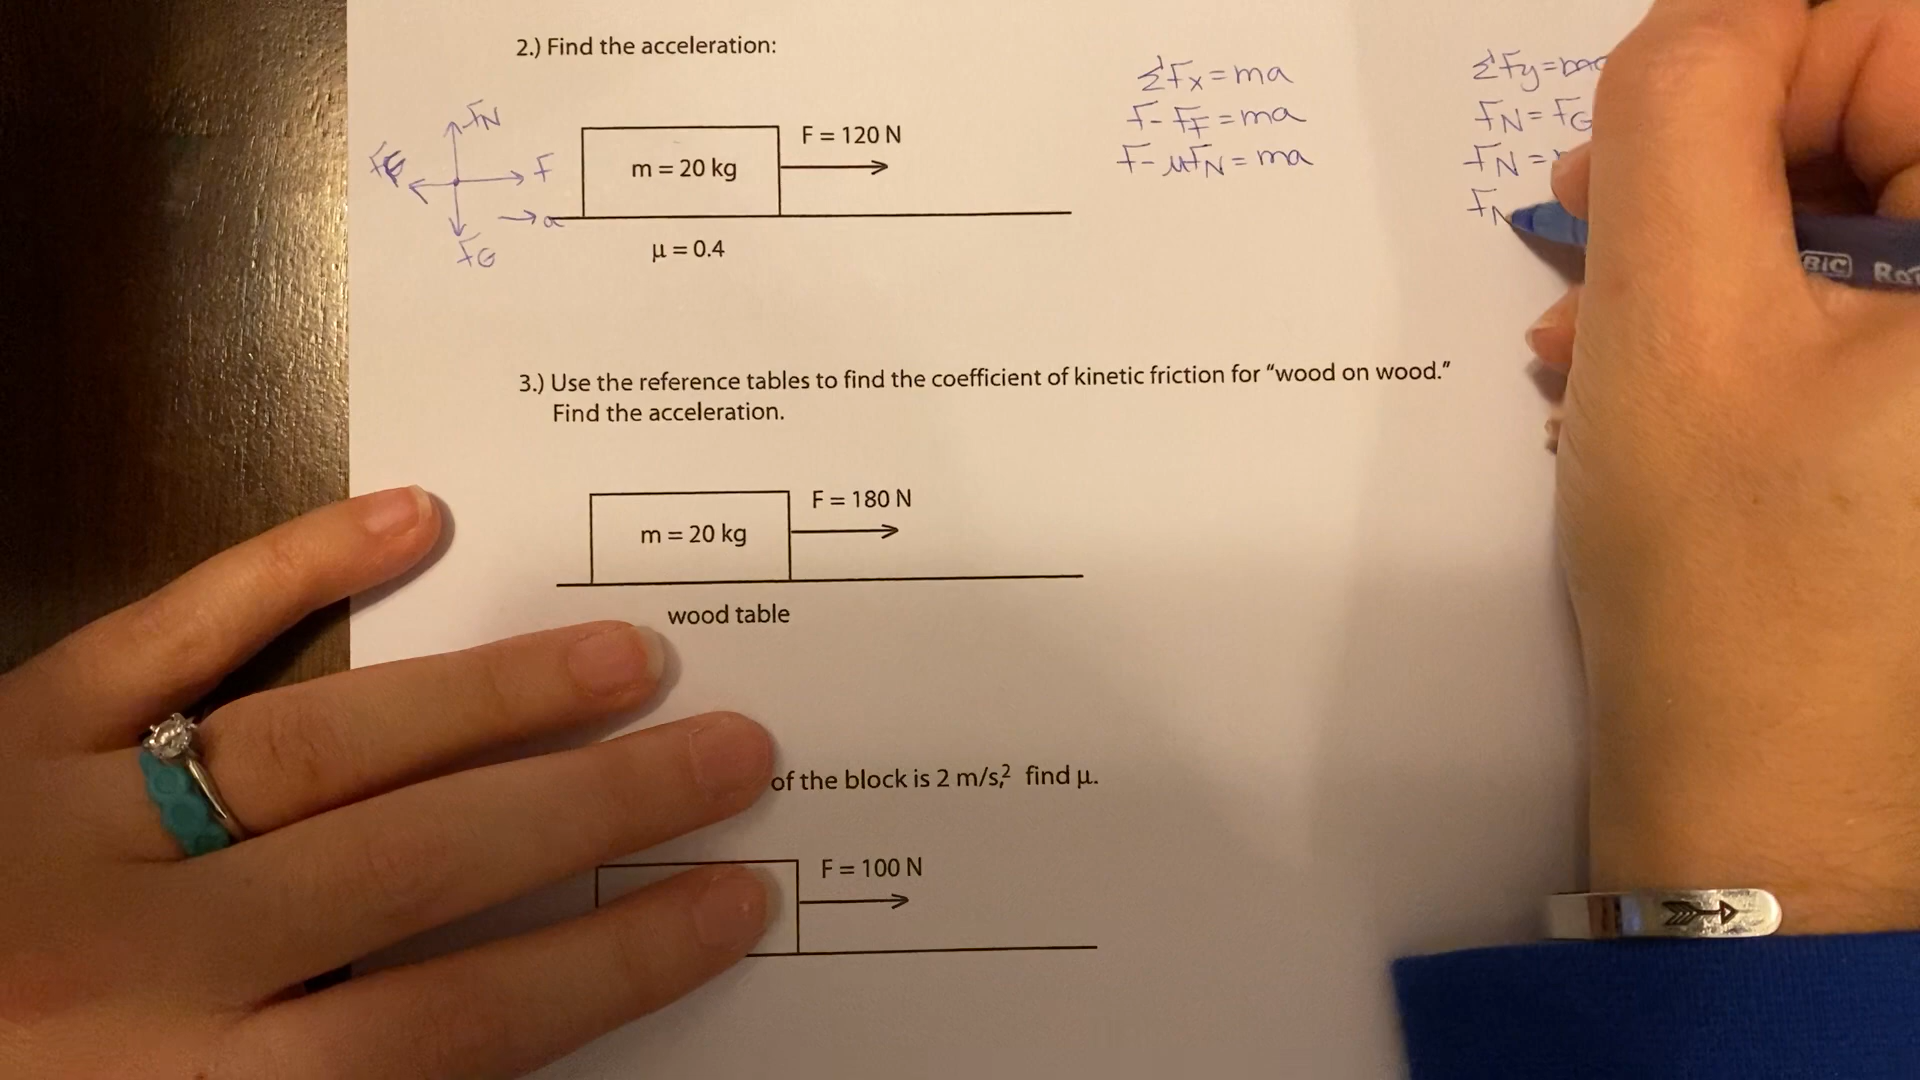 2.) Find the acceleration:
ΣFx = ma
F - FF = ma
F - μFN = ma
ΣFy =
FN = FG
FN =
FN
FN
F
a
FG
m = 20 kg
F = 120 N
μ = 0.4
BIC
3.) Use the reference tables to find the coefficient of kinetic friction for “wood on wood.”
Find the acceleration.
m = 20 kg
F = 180 N
wood table
of the block is 2 m/s,² find μ.
F = 100 N